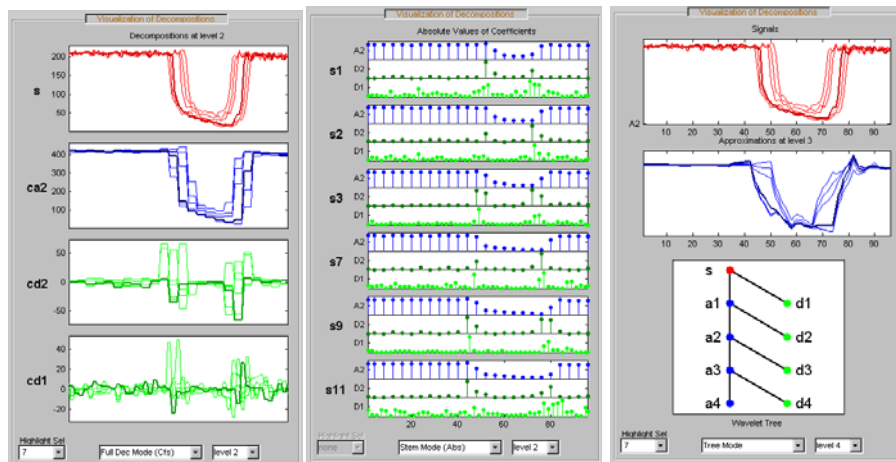 Visualization of Decompositions
Decompositions at level 2
s
200
150
100
50
ca2
400
300
200
100
cd2
50
0
-50
cd1
40
20
0
-20
Highlight Sel
7
Full Dec Mode (Cfs)
level 2
Visualization of Decompositions
Absolute Values of Coefficients
s1
A2
D2
D1
s2
A2
D2
D1
s3
A2
D2
D1
s7
A2
D2
D1
s9
A2
D2
D1
s11
A2
D2
D1
20 40 60 80
Highlight Sel
none
Stem Mode (Abs)
level 2
Visualization of Decompositions
Signals
A2
10 20 30 40 50 60 70 80 90
Approximations at level 3
10 20 30 40 50 60 70 80 90
s
a1 d1
a2 d2
a3 d3
a4 d4
Wavelet Tree
Highlight Sel
7
Tree Mode
level 4